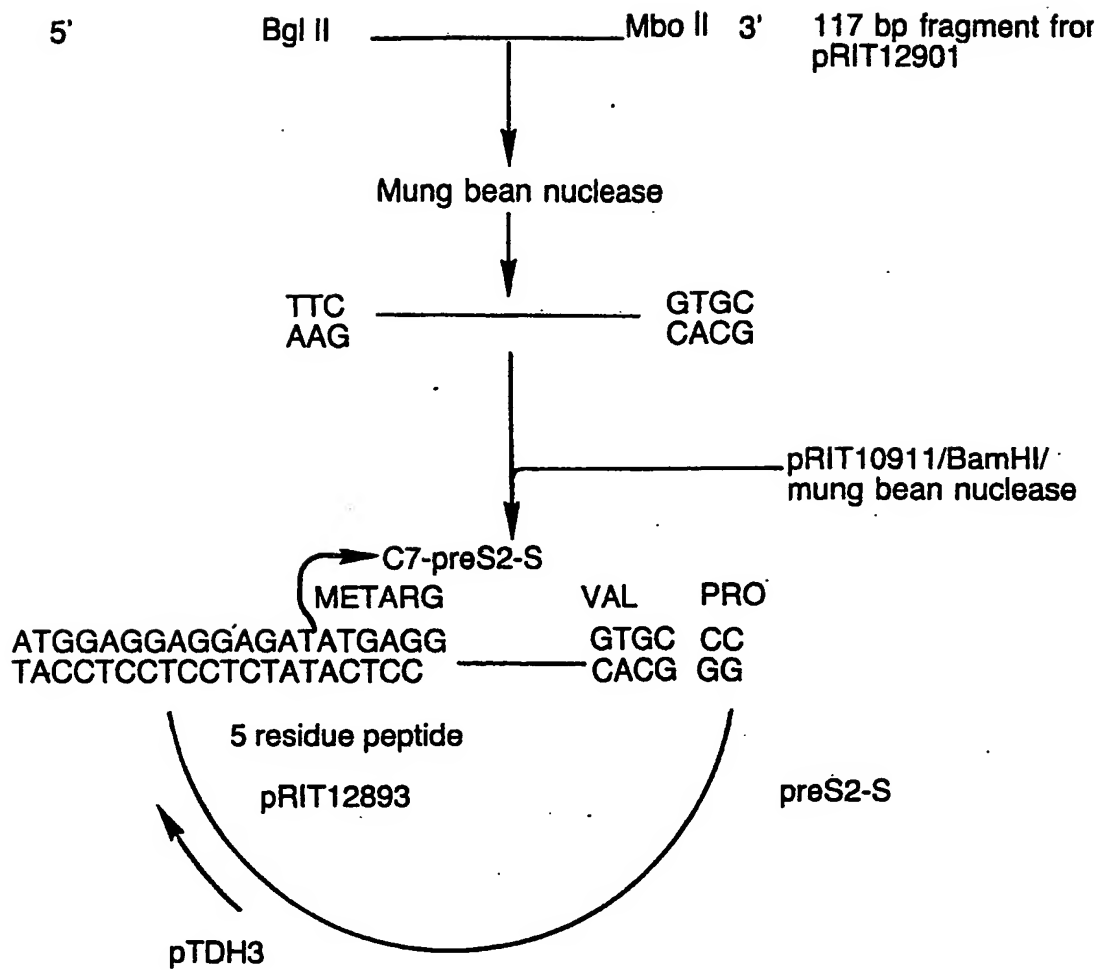 5' Bgl II Mbo II 3' 117 bp fragment fror
pRIT12901
Mung bean nuclease
TTC GTGC
AAG CACG
pRIT10911/BamHI/
mung bean nuclease
C7-preS2-S
METARG VAL PRO
ATGGAGGAGGAGATATGAGG GTGC CC
TACCTCCTCCTCTATACTCC CACG GG
5 residue peptide
pRIT12893 preS2-S
pTDH3